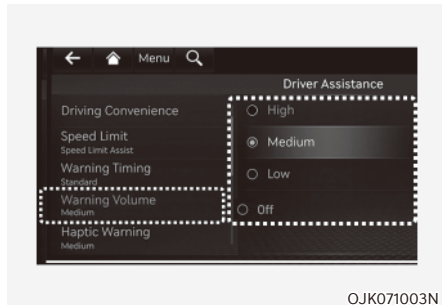 Menu
Driver Assistance
Driving Convenience
Speed Limit
Speed Limit Assist
Warning Timing
Standard
Warning Volume
Medium
Haptic Warning
Medium
High
Medium
Low
Off
OJK071003N